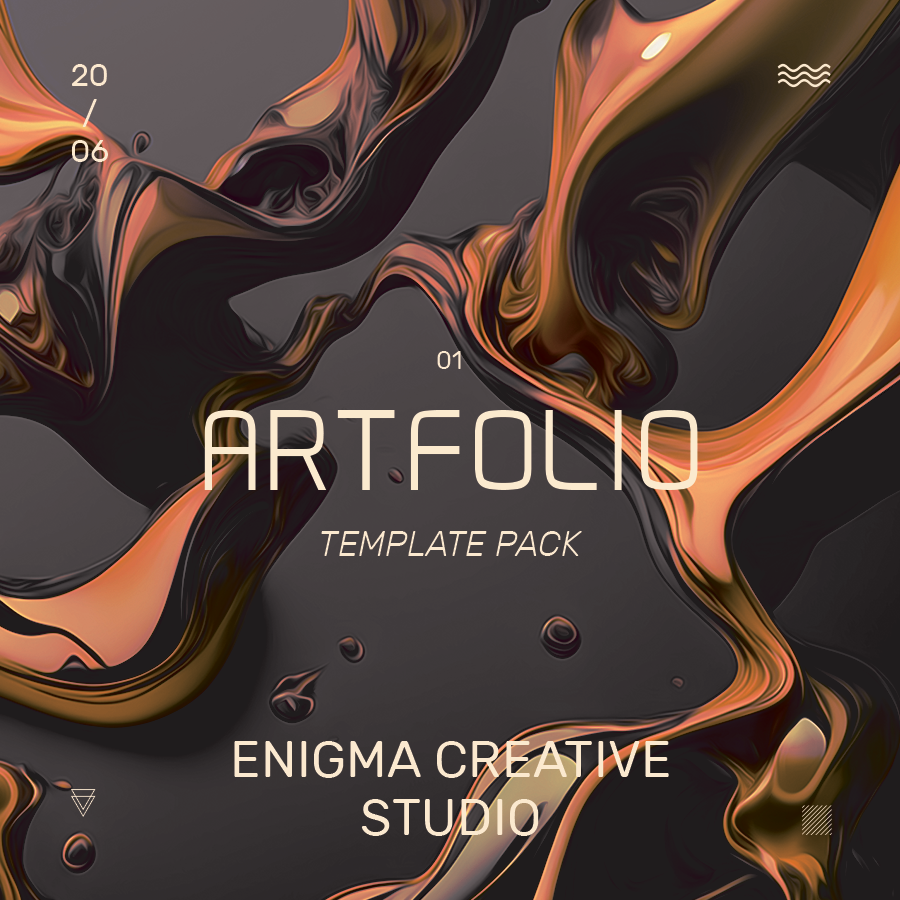 20
/
06
01
ARTFOLIO
TEMPLATE PACK
ENIGMA CREATIVE
STUDIO